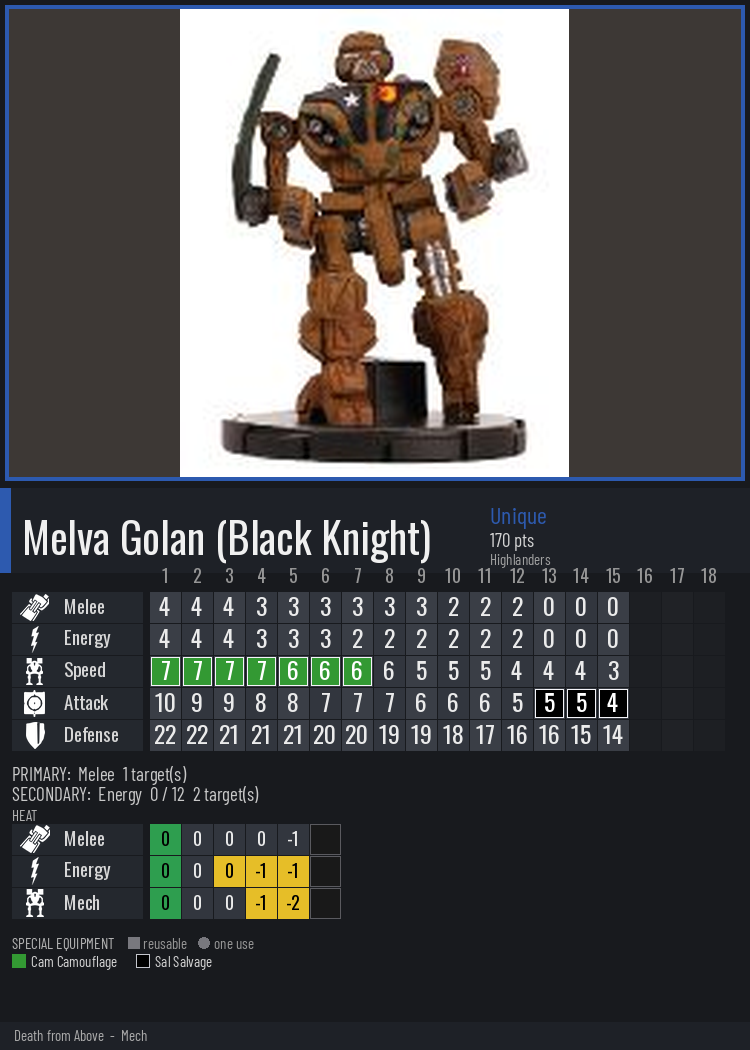 Melva Golan (Black Knight)
Unique
170 pts
Highlanders
1 2 3 4 5 6 7 8 9 10 11 12 13 14 15 16 17 18
Melee 4 4 4 3 3 3 3 3 3 2 2 2 0 0 0
Energy 4 4 4 3 3 3 2 2 2 2 2 2 0 0 0
Speed 7 7 7 7 6 6 6 6 5 5 5 4 4 4 3
Attack 10 9 9 8 8 7 7 7 6 6 6 5 5 5 4
Defense 22 22 21 21 21 20 20 19 19 18 17 16 16 15 14
PRIMARY: Melee 1 target(s)
SECONDARY: Energy 0 / 12 2 target(s)
HEAT
Melee 0 0 0 0 -1
Energy 0 0 0 -1 -1
Mech 0 0 0 -1 -2
SPECIAL EQUIPMENT reusable one use
Cam Camouflage Sal Salvage
Death from Above - Mech